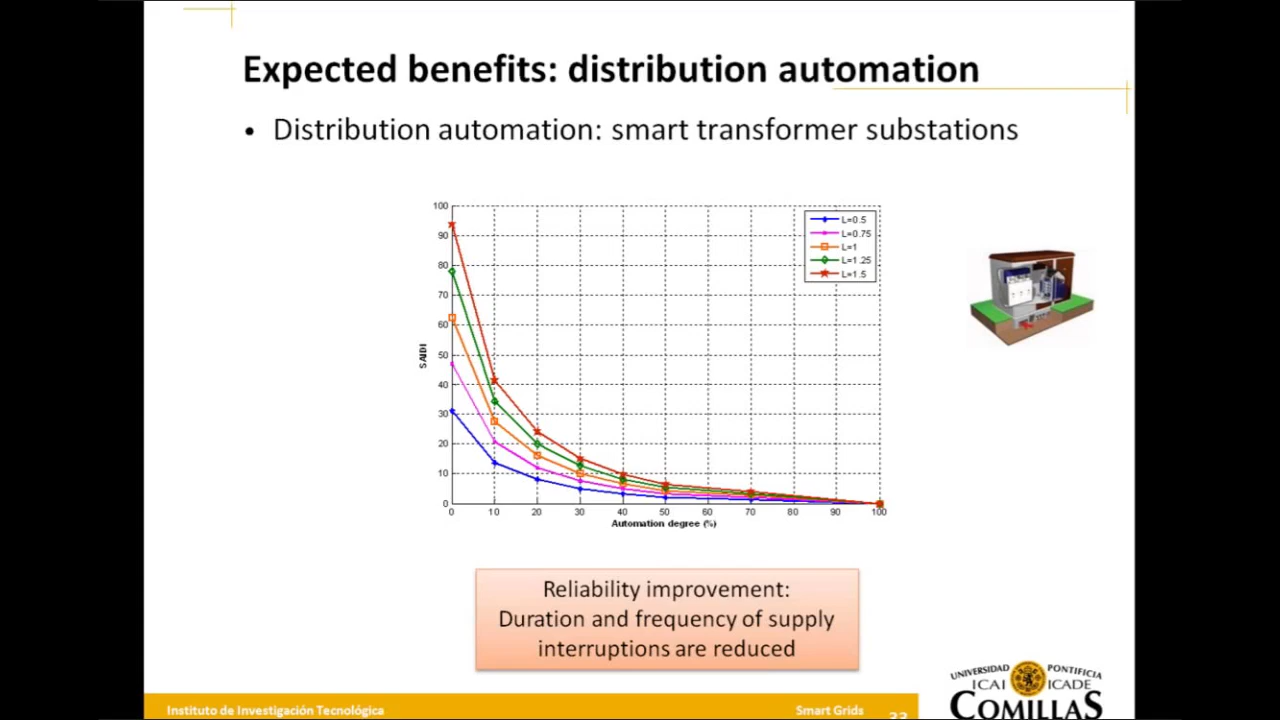 Expected benefits: distribution automation
• Distribution automation: smart transformer substations
100
90
80
70
60
50
40
30
20
10
0
SAIDI
0 10 20 30 40 50 60 70 80 90 100
Automation degree (%)
L=0.5
L=0.75
L=1
L=1.25
L=1.5
Reliability improvement:
Duration and frequency of supply
interruptions are reduced
Instituto de Investigación Tecnológica
Smart Grids
33
UNIVERSIDAD PONTIFICIA
ICAI ICADE
COMILLAS